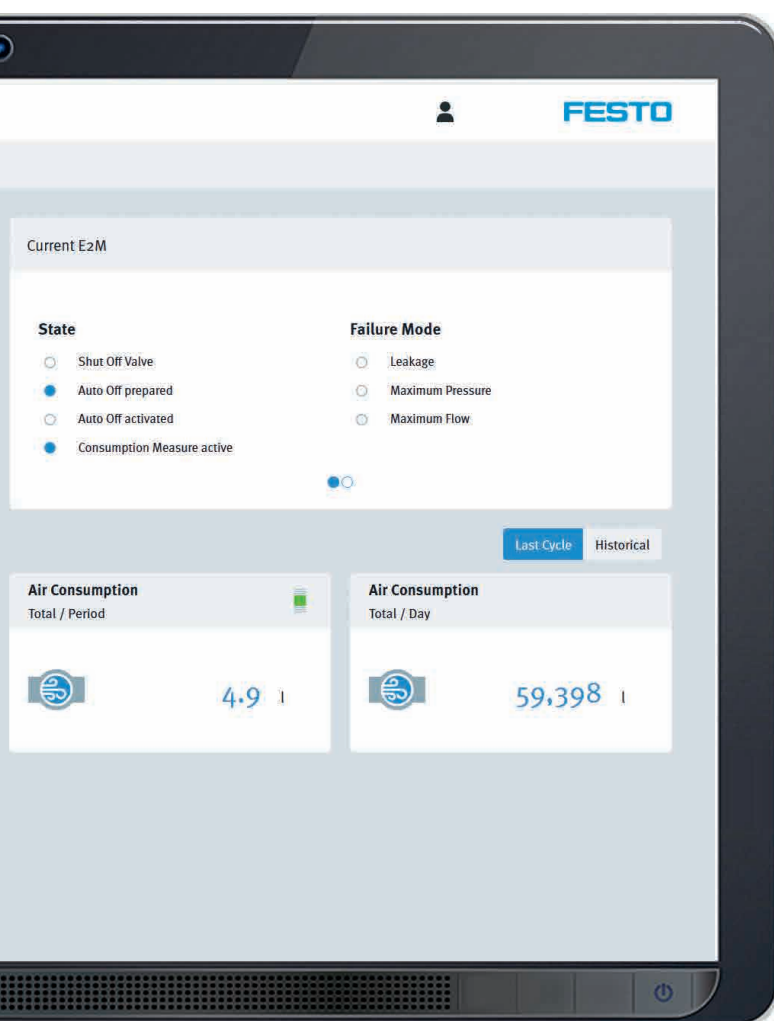 FESTO
Current E2M
State
Shut Off Valve
Auto Off prepared
Auto Off activated
Consumption Measure active
Failure Mode
Leakage
Maximum Pressure
Maximum Flow
Last Cycle Historical
Air Consumption
Total / Period
4.9 l
Air Consumption
Total / Day
59,398 l